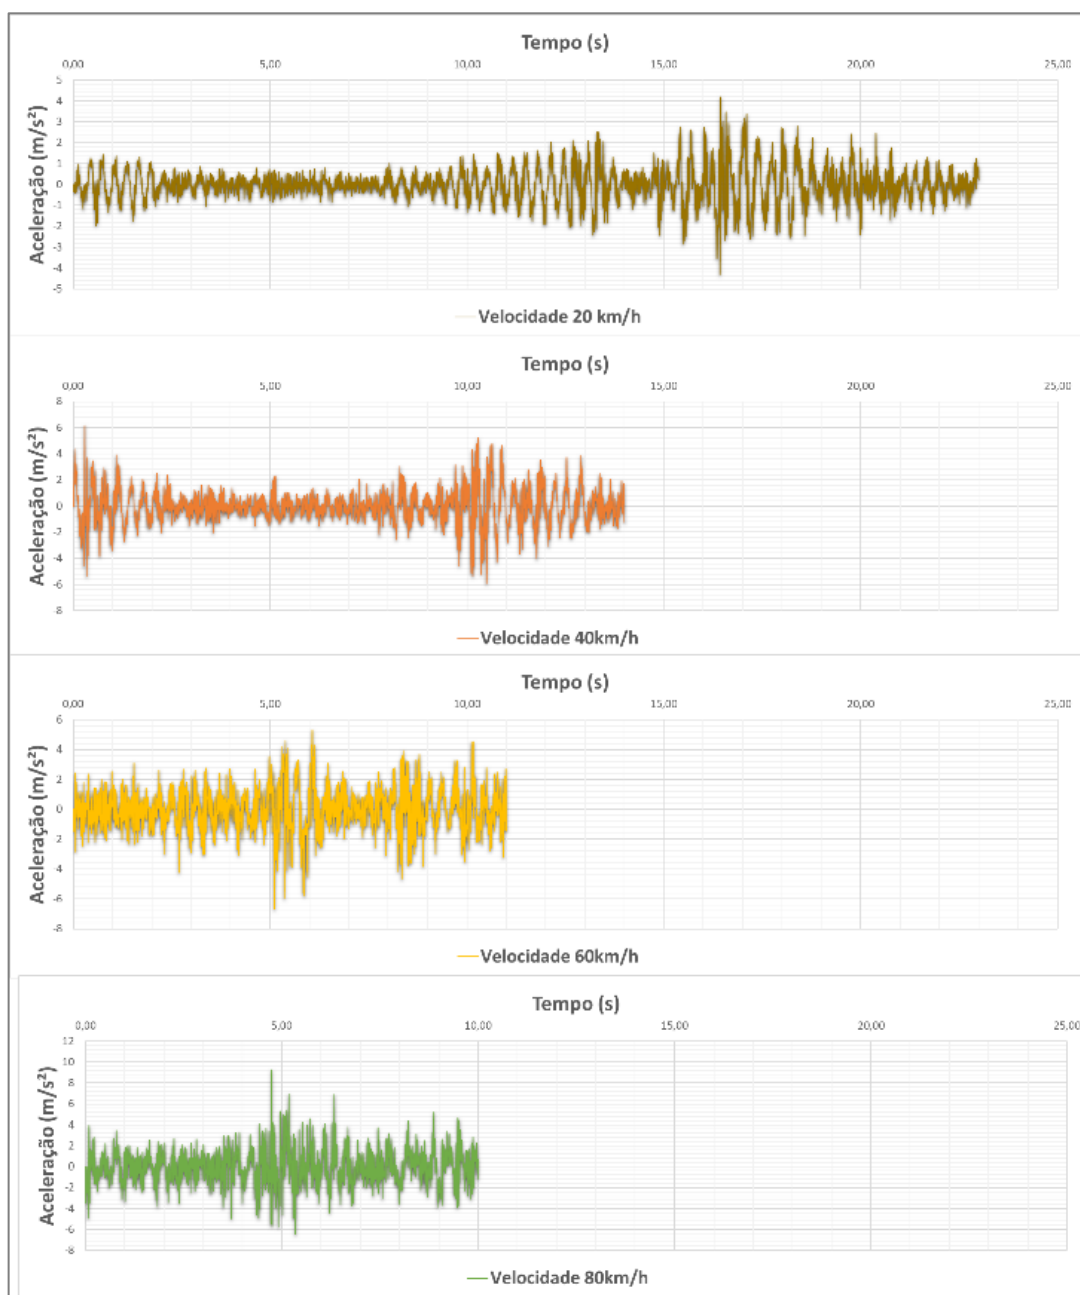 Tempo (s)
0,00 5,00 10,00 15,00 20,00 25,00
5
4
3
2
1
0
-1
-2
-3
-4
-5
Aceleração (m/s²)
Velocidade 20 km/h
Tempo (s)
0,00 5,00 10,00 15,00 20,00 25,00
8
6
4
2
0
-2
-4
-6
-8
Aceleração (m/s²)
Velocidade 40km/h
Tempo (s)
0,00 5,00 10,00 15,00 20,00 25,00
6
4
2
0
2
-4
-6
-8
Aceleração (m/s²)
Velocidade 60km/h
Tempo (s)
0,00 5,00 10,00 15,00 20,00 25,00
12
10
8
6
4
2
0
-2
-4
-6
-8
Aceleração (m/s²)
Velocidade 80km/h